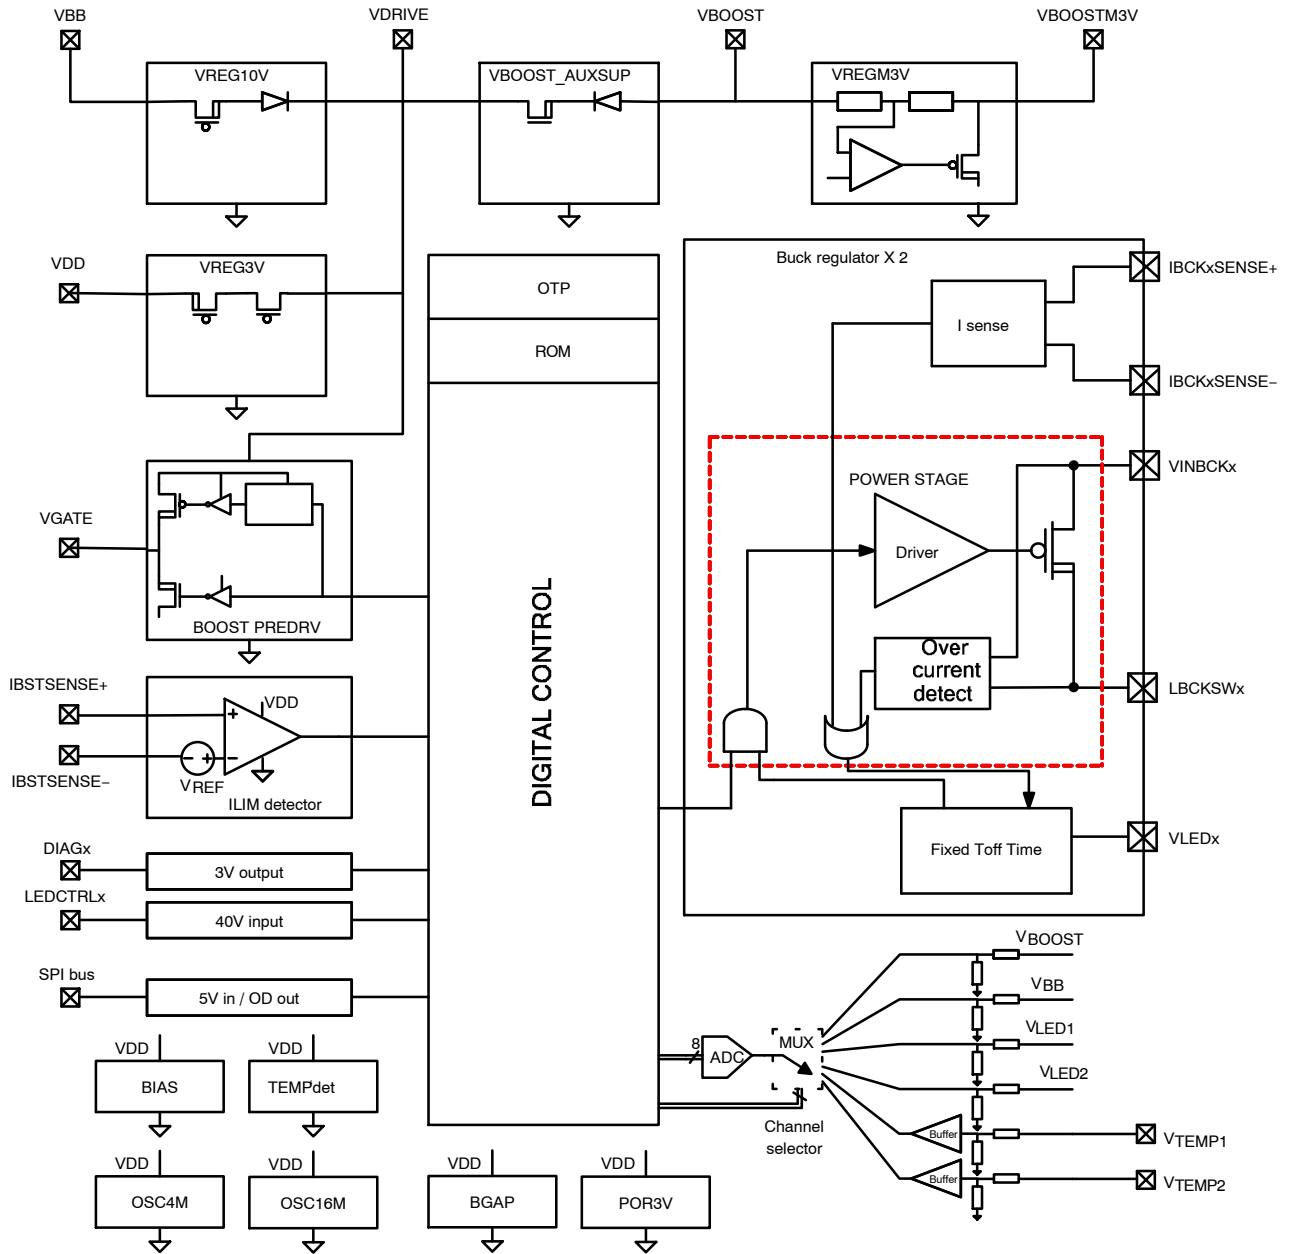 VBB
VDRIVE
VBOOST
VBOOSTM3V
VREG10V
VBOOST_AUXSUP
VREGM3V
VDD
VREG3V
OTP
ROM
DIGITAL CONTROL
Buck regulator X 2
I sense
IBCKxSENSE+
IBCKxSENSE−
VINBCKx
POWER STAGE
Driver
Over
current
detect
LBCKSWx
Fixed Toff Time
VLEDx
VGATE
BOOST PREDRV
IBSTSENSE+
VDD
+
− +
−
IBSTSENSE−
VREF
ILIM detector
DIAGx
3V output
LEDCTRLx
40V input
SPI bus
5V in / OD out
VDD
BIAS
VDD
TEMPdet
VDD
OSC4M
VDD
OSC16M
VDD
BGAP
VDD
POR3V
8
ADC
MUX
Channel
selector
VBOOST
VBB
VLED1
VLED2
Buffer
VTEMP1
Buffer
VTEMP2